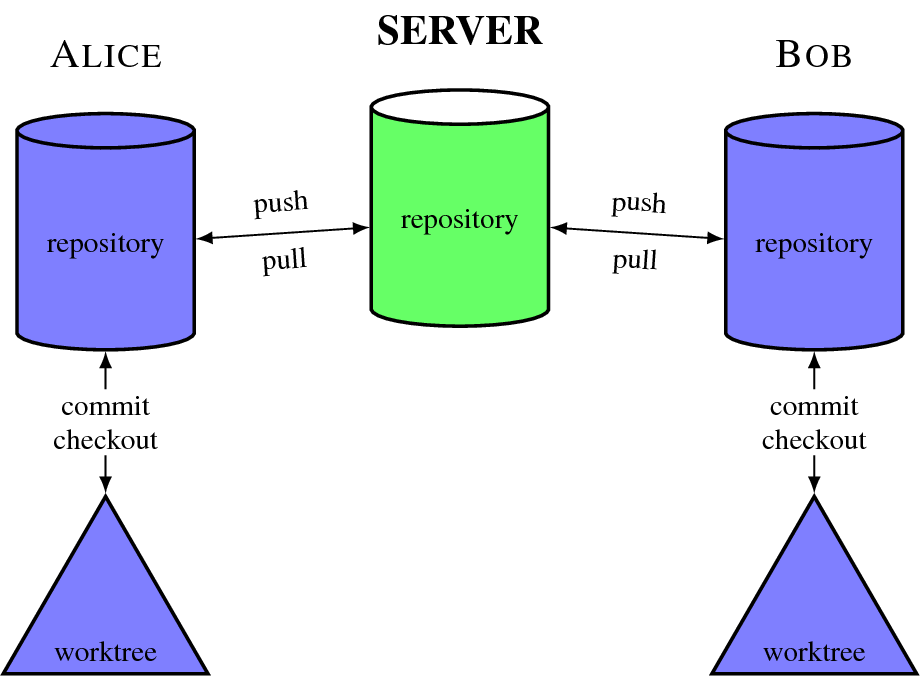 SERVER
ALICE
BOB
push
push
repository
repository
repository
pull
pull
commit
checkout
commit
checkout
worktree
worktree